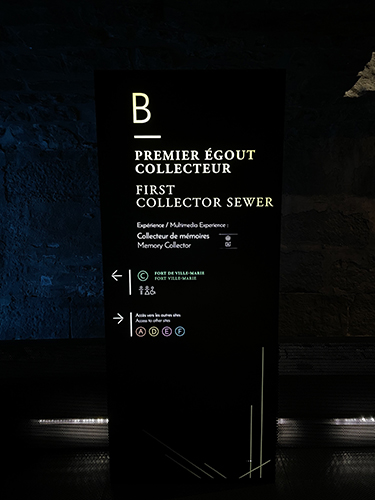 B
PREMIER ÉGOUT
COLLECTEUR
FIRST
COLLECTOR SEWER
Expérience / Multimedia Experience :
Collecteur de mémoires
Memory Collector
C FORT DE VILLE-MARIE
FORT VILLE-MARIE
Accès vers les autres sites
Access to other sites
A D E F